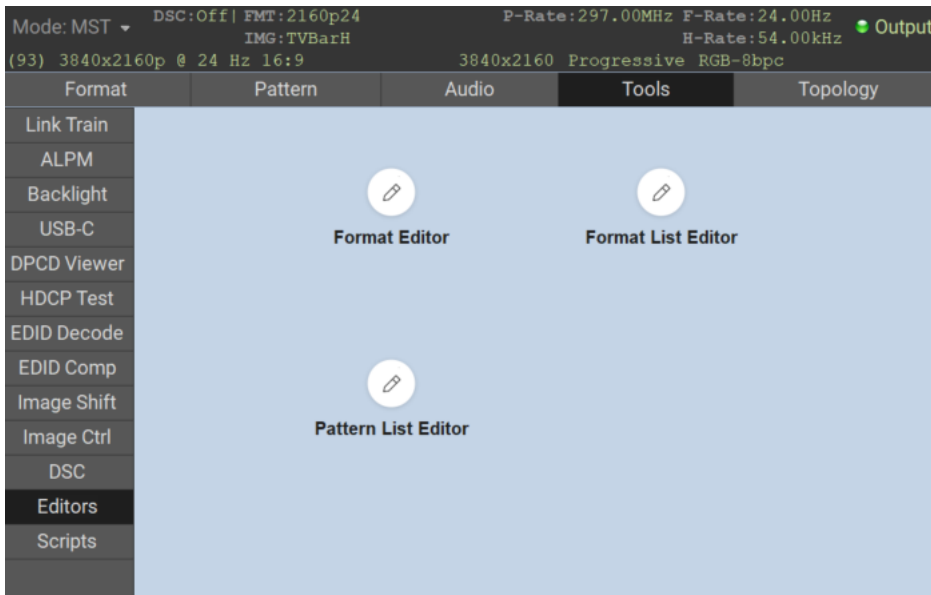 Mode: MST
DSC:Off| FMT:2160p24
P-Rate:297.00MHz F-Rate:24.00Hz
Output
IMG:TVBarH
H-Rate:54.00kHz
(93) 3840x2160p @ 24 Hz 16:9
3840x2160 Progressive RGB-8bpc
Format
Pattern
Audio
Tools
Topology
Link Train
ALPM
Backlight
USB-C
DPCD Viewer
HDCP Test
EDID Decode
EDID Comp
Image Shift
Image Ctrl
DSC
Editors
Scripts
Format Editor
Format List Editor
Pattern List Editor